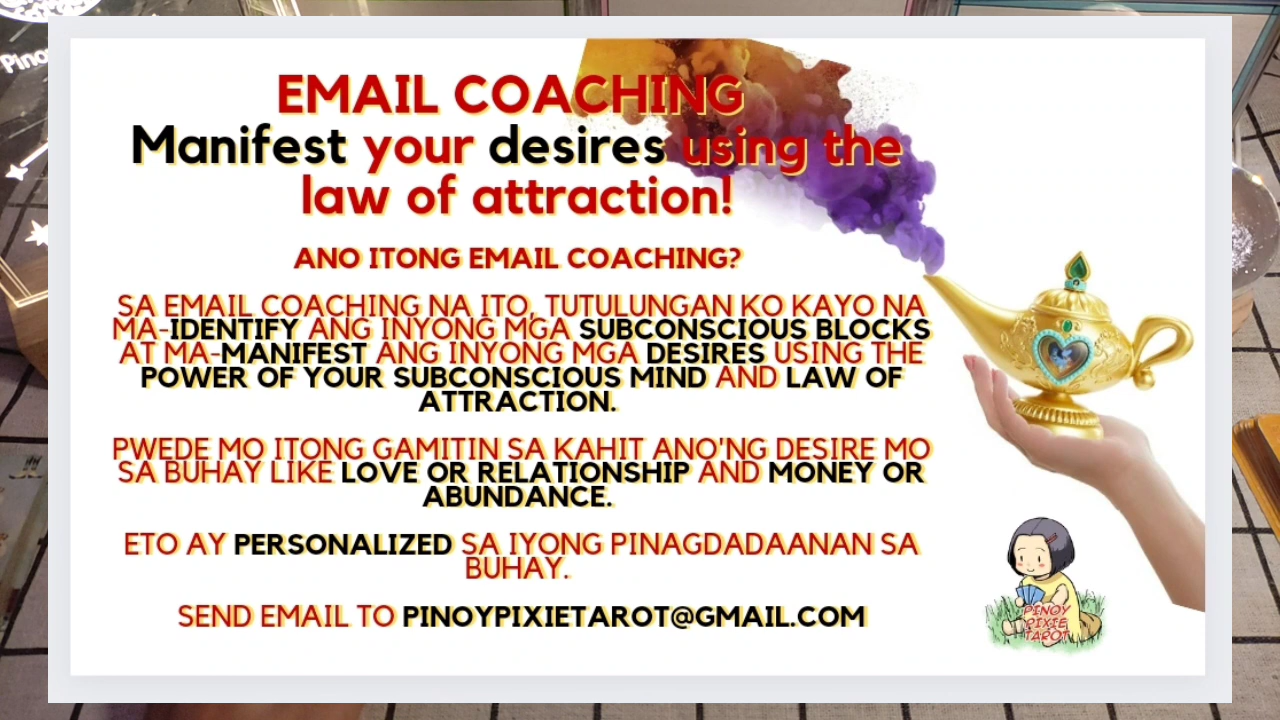 Pino
EMAIL COACHING
Manifest your desires using the
law of attraction!
ANO ITONG EMAIL COACHING?
SA EMAIL COACHING NA ITO, TUTULUNGAN KO KAYO NA
MA-IDENTIFY ANG INYONG MGA SUBCONSCIOUS BLOCKS
AT MA-MANIFEST ANG INYONG MGA DESIRES USING THE
POWER OF YOUR SUBCONSCIOUS MIND AND LAW OF
ATTRACTION.
PWEDE MO ITONG GAMITIN SA KAHIT ANO'NG DESIRE MO
SA BUHAY LIKE LOVE OR RELATIONSHIP AND MONEY OR
ABUNDANCE.
ETO AY PERSONALIZED SA IYONG PINAGDADAANAN SA
BUHAY.
SEND EMAIL TO PINOYPIXIETAROT@GMAIL.COM
PINOY
PIXIE
TAROT